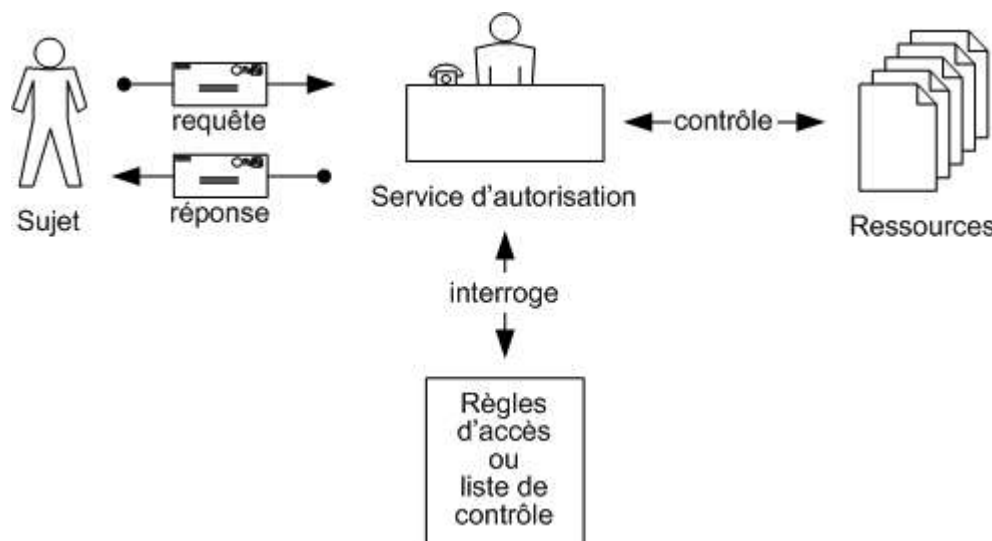 requête
réponse
Sujet
Service d'autorisation
contrôle
Ressources
interroge
Règles
d'accès
ou
liste de
contrôle